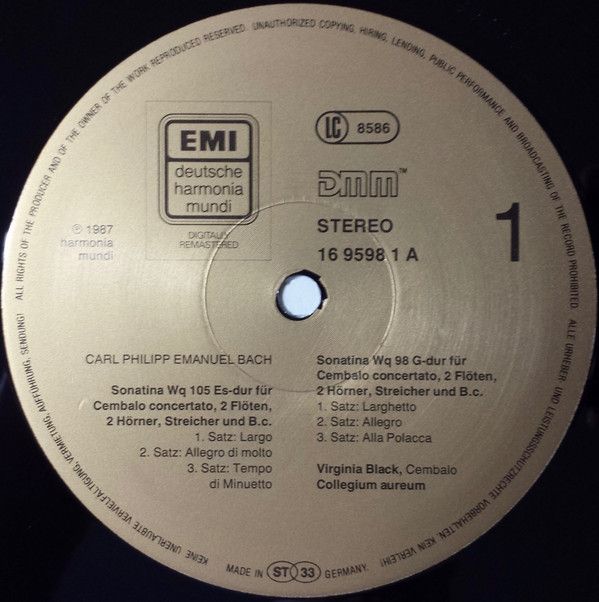 ALL RIGHTS OF THE PRODUCER AND OF THE OWNER OF THE WORK REPRODUCED RESERVED. UNAUTHORIZED COPYING, HIRING, LENDING, PUBLIC PERFORMANCE AND BROADCASTING OF THE RECORD PROHIBITED.
ALLE URHEBER UND LEISTUNGSSCHUTZRECHTE VORBEHALTEN. KEIN VERLEIH!
KEINE UNERLAUBTE VERVIELFÄLTIGUNG, VERMIETUNG, AUFFÜHRUNG, SENDUNG!
EMI
deutsche
harmonia
mundi
DIGITALLY
REMASTERED
℗ 1987
harmonia
mundi
LC 8586
DMM™
STEREO
16 9598 1 A
1
CARL PHILIPP EMANUEL BACH
Sonatina Wq 105 Es-dur für
Cembalo concertato, 2 Flöten,
2 Hörner, Streicher und B.c.
1. Satz: Largo
2. Satz: Allegro di molto
3. Satz: Tempo
di Minuetto
Sonatina Wq 98 G-dur für
Cembalo concertato, 2 Flöten,
2 Hörner, Streicher und B.c.
1. Satz: Larghetto
2. Satz: Allegro
3. Satz: Alla Polacca
Virginia Black, Cembalo
Collegium aureum
MADE IN ST 33 GERMANY.